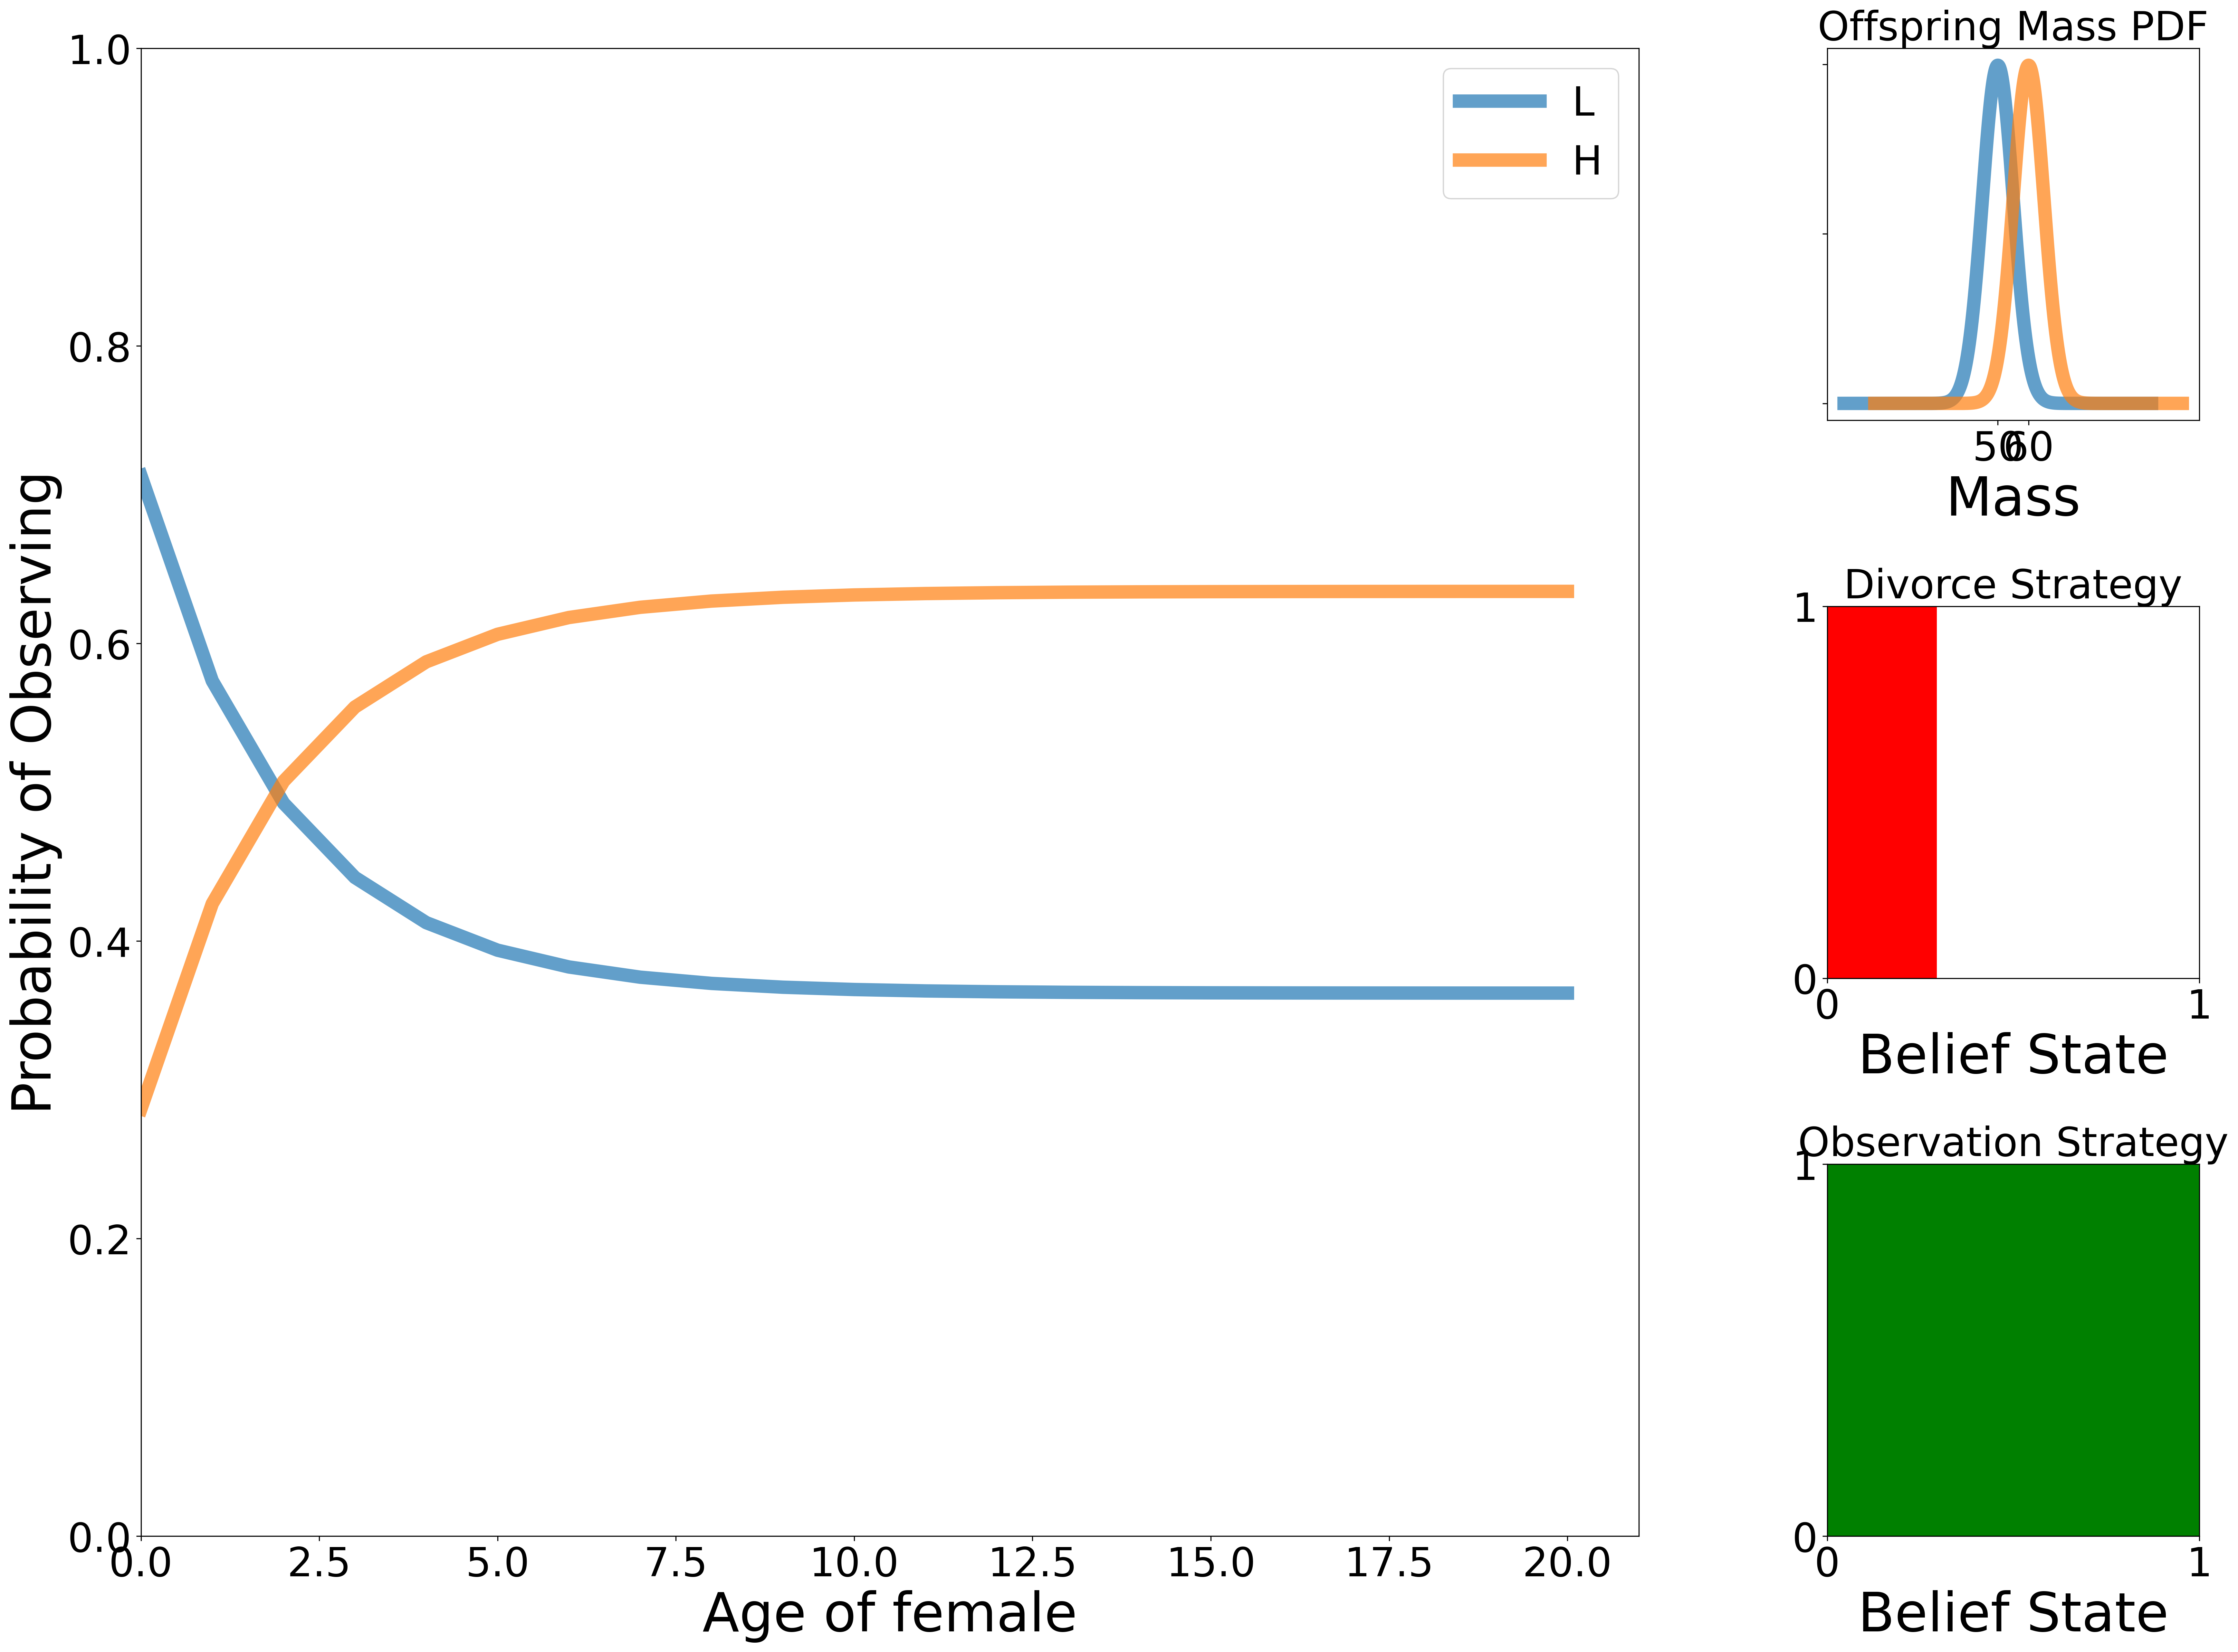 1.0
0.8
0.6
0.4
0.2
0.0
Probability of Observing
0.0 2.5 5.0 7.5 10.0 12.5 15.0 17.5 20.0
Age of female
L
H
Offspring Mass PDF
50 60
Mass
Divorce Strategy
1
0
0 1
Belief State
Observation Strategy
1
0
0 1
Belief State